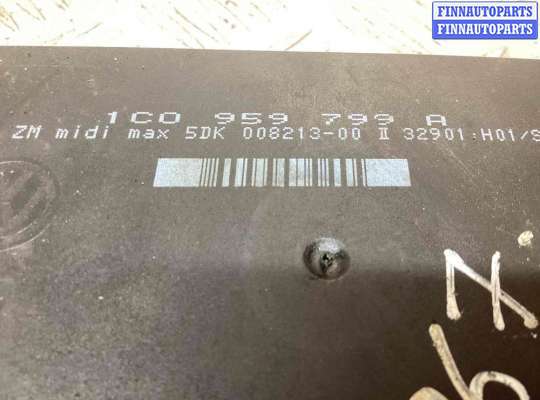 FINNAUTOPARTS
FINNAUTOPARTS
1C0 959 799 A
ZM midi max 5DK 008213-00 II 32901:H01/S